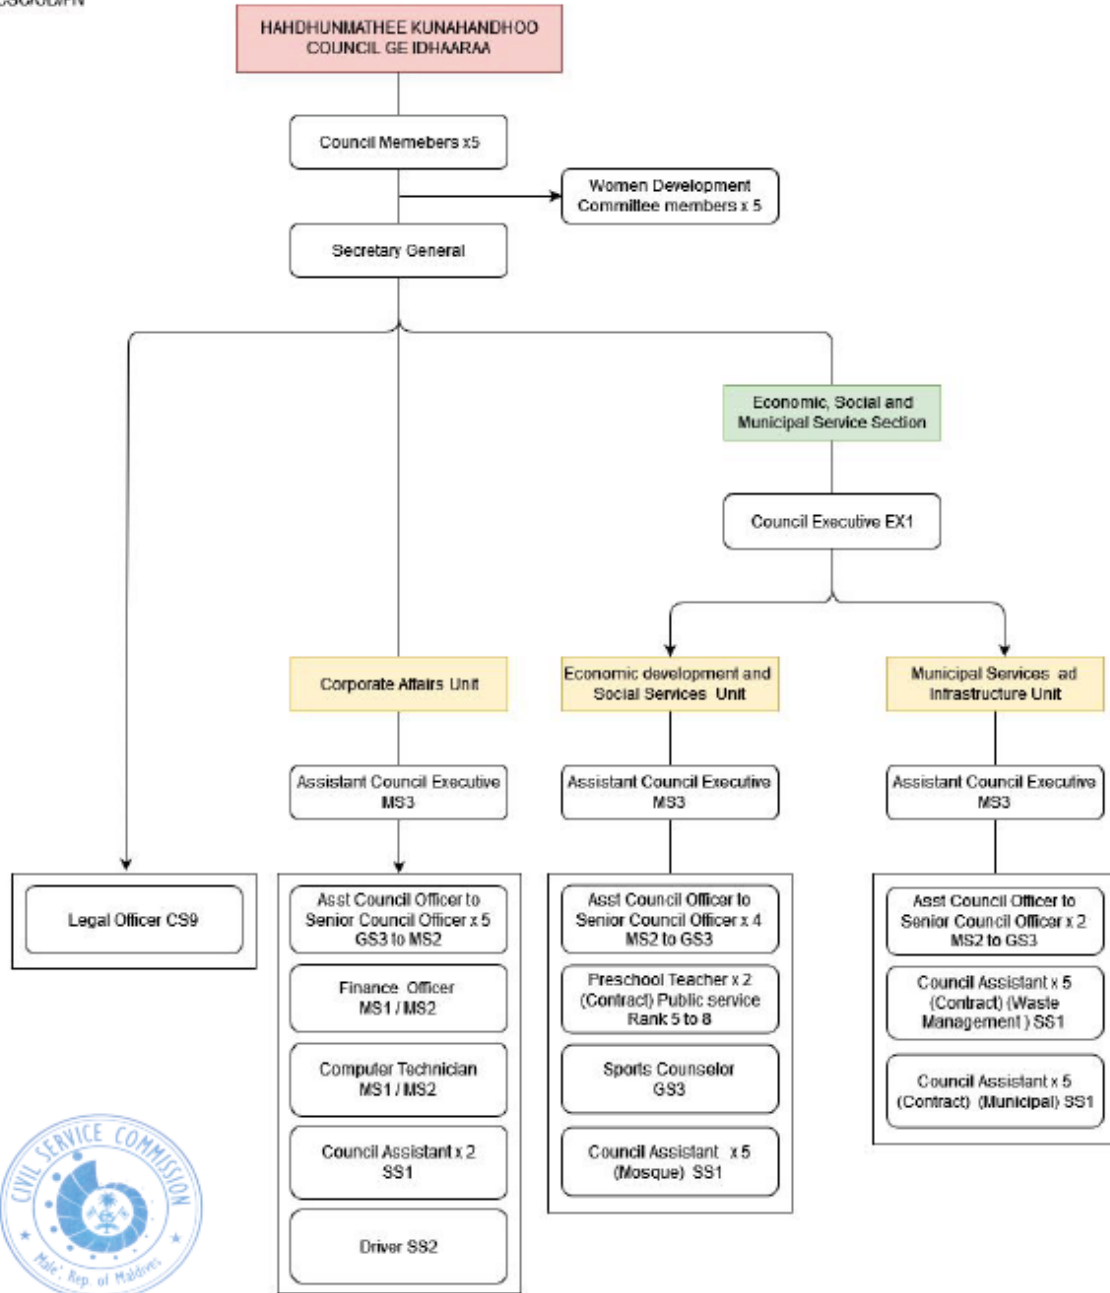 HAHDHUNMATHEE KUNAHANDHOO
COUNCIL GE IDHAARAA
Council Memebers x5
Women Development
Committee members x 5
Secretary General
Economic, Social and
Municipal Service Section
Council Executive EX1
Corporate Affairs Unit
Economic development and
Social Services Unit
Municipal Services ad
Infrastructure Unit
Assistant Council Executive
MS3
Assistant Council Executive
MS3
Assistant Council Executive
MS3
Legal Officer CS9
Asst Council Officer to
Senior Council Officer x 5
GS3 to MS2
Finance Officer
MS1 / MS2
Computer Technician
MS1 / MS2
Council Assistant x 2
SS1
Driver SS2
Asst Council Officer to
Senior Council Officer x 4
MS2 to GS3
Preschool Teacher x 2
(Contract) Public service
Rank 5 to 8
Sports Counselor
GS3
Council Assistant x 5
(Mosque) SS1
Asst Council Officer to
Senior Council Officer x 2
MS2 to GS3
Council Assistant x 5
(Contract) (Waste
Management ) SS1
Council Assistant x 5
(Contract) (Municipal) SS1
CIVIL SERVICE COMMISSION
Male', Rep. of Maldives